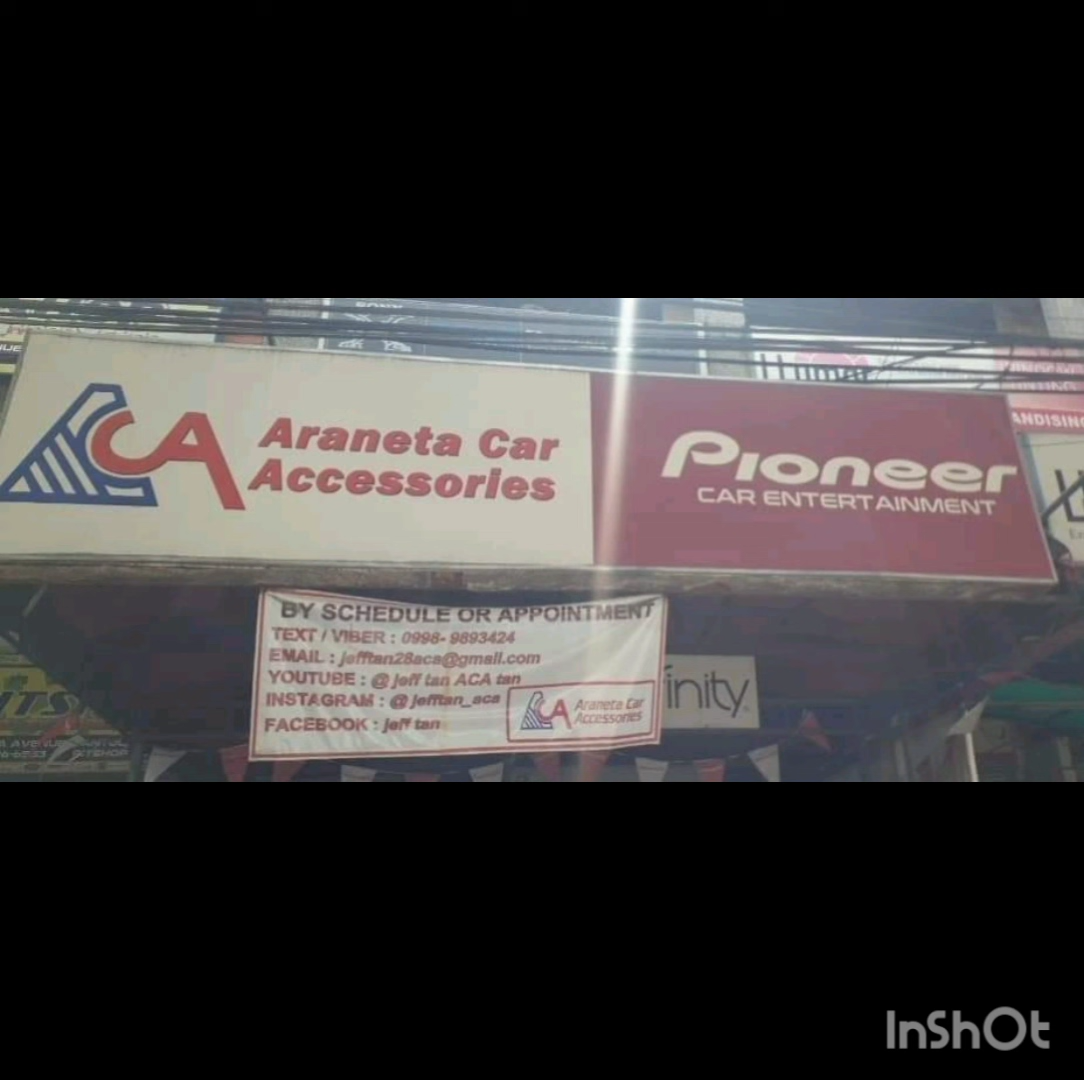 SONY
ACA
Araneta Car
Accessories
Pioneer
CAR ENTERTAINMENT
ANDISING
BY SCHEDULE OR APPOINTMENT
TEXT / VIBER : 0998- 9893424
EMAIL : jefftan28aca@gmail.com
YOUTUBE : @ jeff tan ACA tan
INSTAGRAM : @ jefftan_aca
FACEBOOK : jeff tan
ACA
Araneta Car
Accessories
finity
InShOt